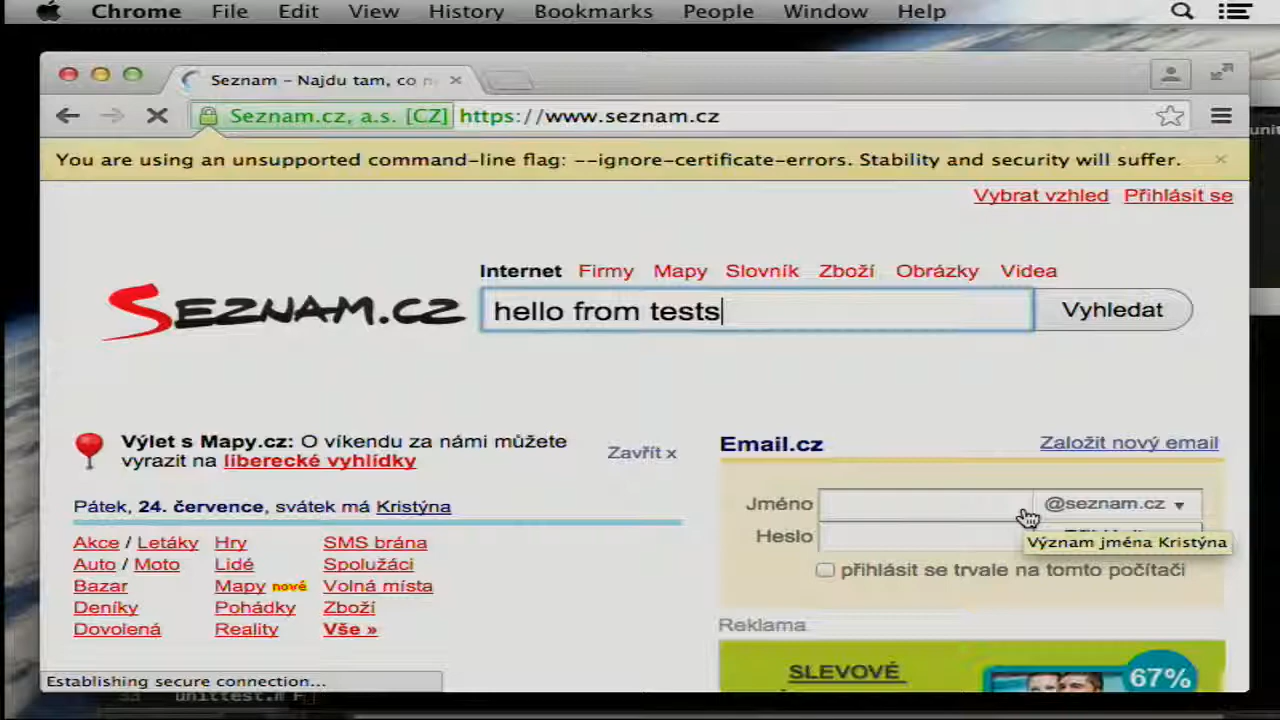 Chrome File Edit View History Bookmarks People Window Help
Seznam – Najdu tam, co n
Seznam.cz, a.s. [CZ] https://www.seznam.cz
You are using an unsupported command-line flag: --ignore-certificate-errors. Stability and security will suffer.
Vybrat vzhled Přihlásit se
Internet Firmy Mapy Slovník Zboží Obrázky Videa
SEZNAM.CZ hello from tests Vyhledat
Výlet s Mapy.cz: O víkendu za námi můžete
vyrazit na liberecké vyhlídky
Zavřít x
Email.cz Založit nový email
Pátek, 24. července, svátek má Kristýna
Jméno @seznam.cz
Heslo
Význam jména Kristýna
přihlásit se trvale na tomto počítači
Akce / Letáky Hry SMS brána
Auto / Moto Lidé Spolužáci
Bazar Mapy nové Volná místa
Deníky Pohádky Zboží
Dovolená Reality Vše »
Reklama
SLEVOVÉ
67%
Establishing secure connection...